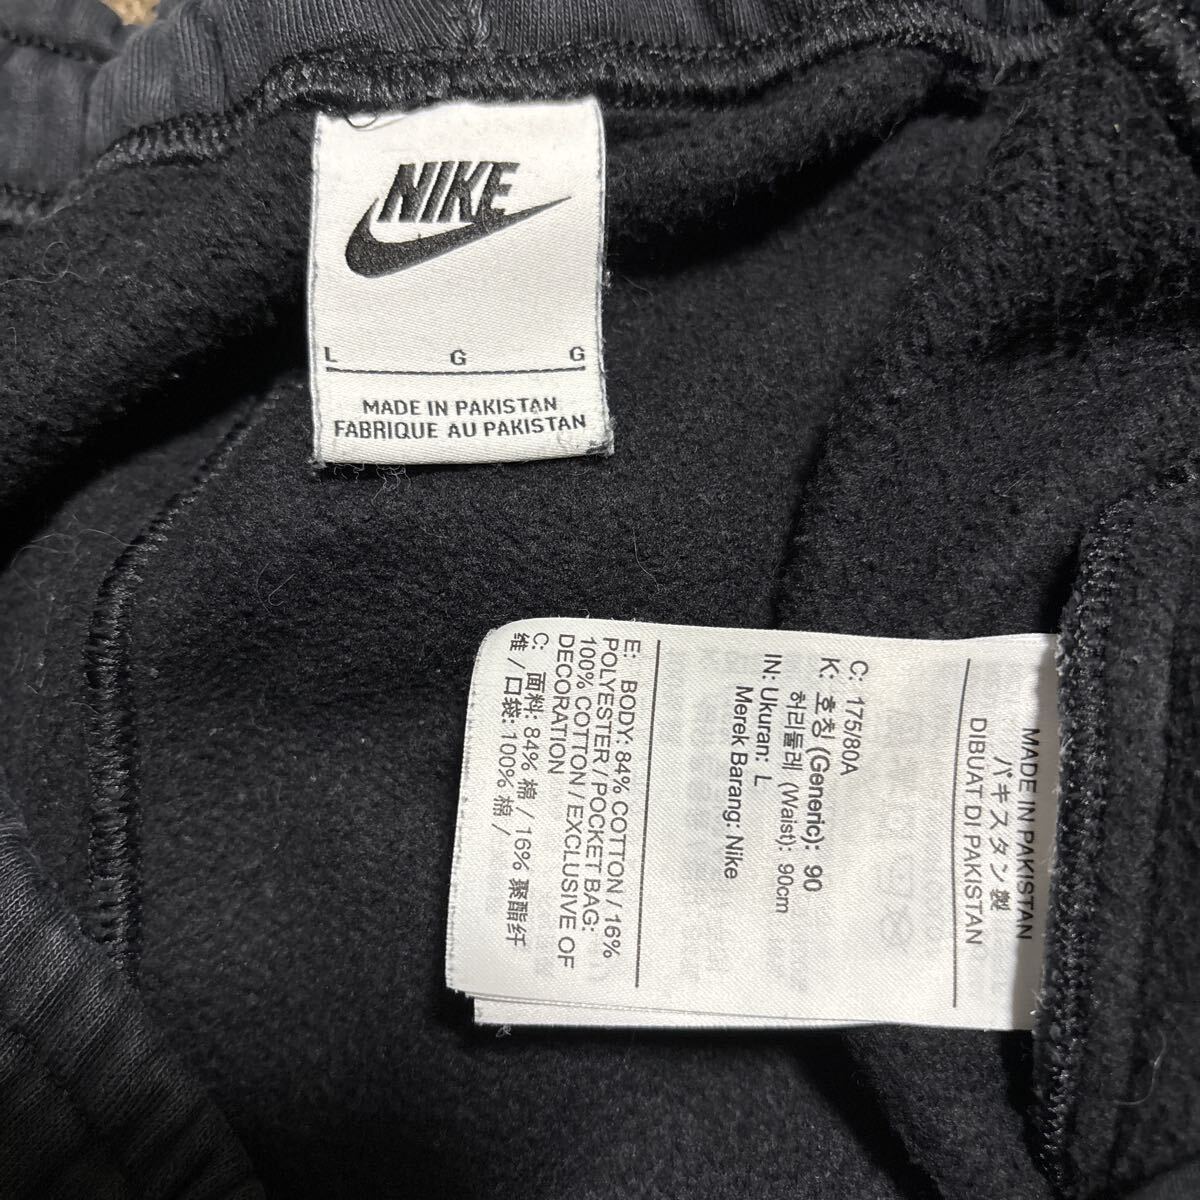 NIKE
L G G
MADE IN PAKISTAN
FABRIQUE AU PAKISTAN
MADE IN PAKISTAN
パキスタン製
DIBUAT DI PAKISTAN
C: 175/80A
K: 호칭 (Generic): 90
허리둘레 (Waist): 90cm
IN: Ukuran: L
Merek Barang: Nike
E: BODY: 84% COTTON / 16%
POLYESTER / POCKET BAG:
100% COTTON / EXCLUSIVE OF
DECORATION
C: 面料: 84% 棉 / 16% 聚酯纤
维 / 口袋: 100% 棉 /